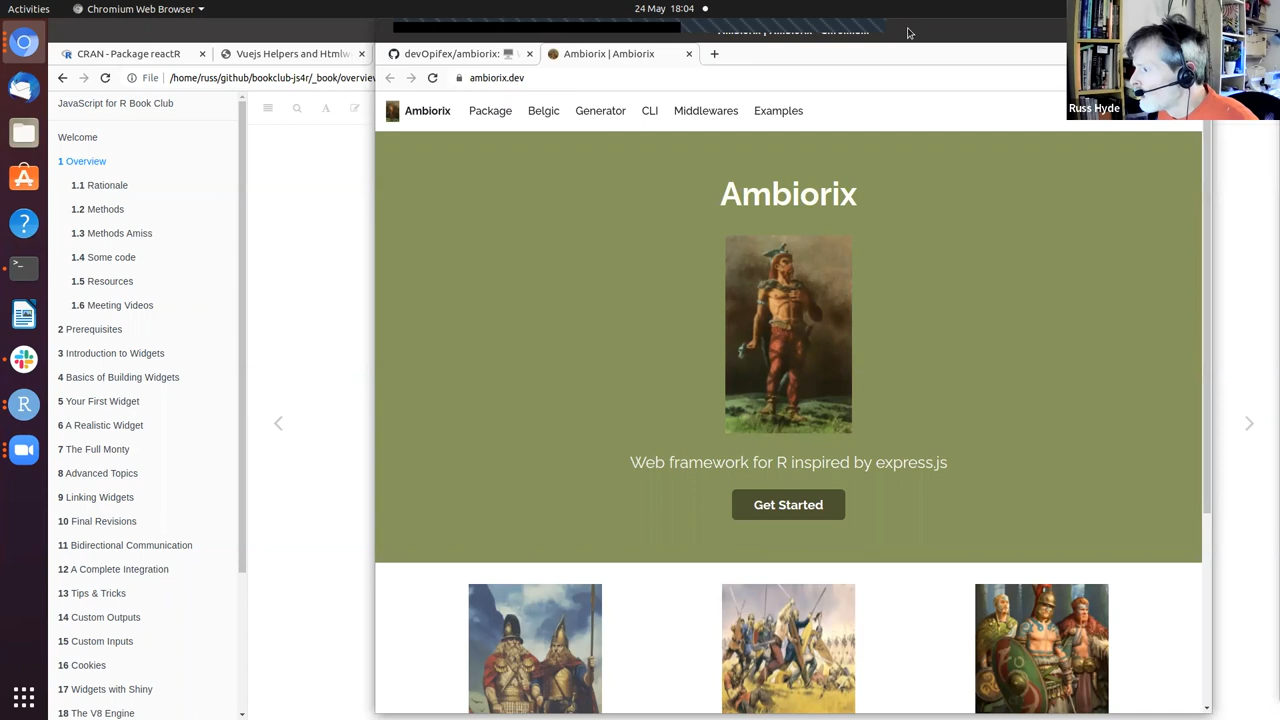 Activities
Chromium Web Browser
24 May 18:04
CRAN - Package reactR
Vuejs Helpers and Htmlw
devOpifex/ambiorix:
Ambiorix | Ambiorix
File
/home/russ/github/bookclub-js4r/_book/overview
ambiorix.dev
Russ Hyde
JavaScript for R Book Club
Welcome
1 Overview
1.1 Rationale
1.2 Methods
1.3 Methods Amiss
1.4 Some code
1.5 Resources
1.6 Meeting Videos
2 Prerequisites
3 Introduction to Widgets
4 Basics of Building Widgets
5 Your First Widget
6 A Realistic Widget
7 The Full Monty
8 Advanced Topics
9 Linking Widgets
10 Final Revisions
11 Bidirectional Communication
12 A Complete Integration
13 Tips & Tricks
14 Custom Outputs
15 Custom Inputs
16 Cookies
17 Widgets with Shiny
18 The V8 Engine
A
Ambiorix
Package
Belgic
Generator
CLI
Middlewares
Examples
Ambiorix
Web framework for R inspired by express.js
Get Started